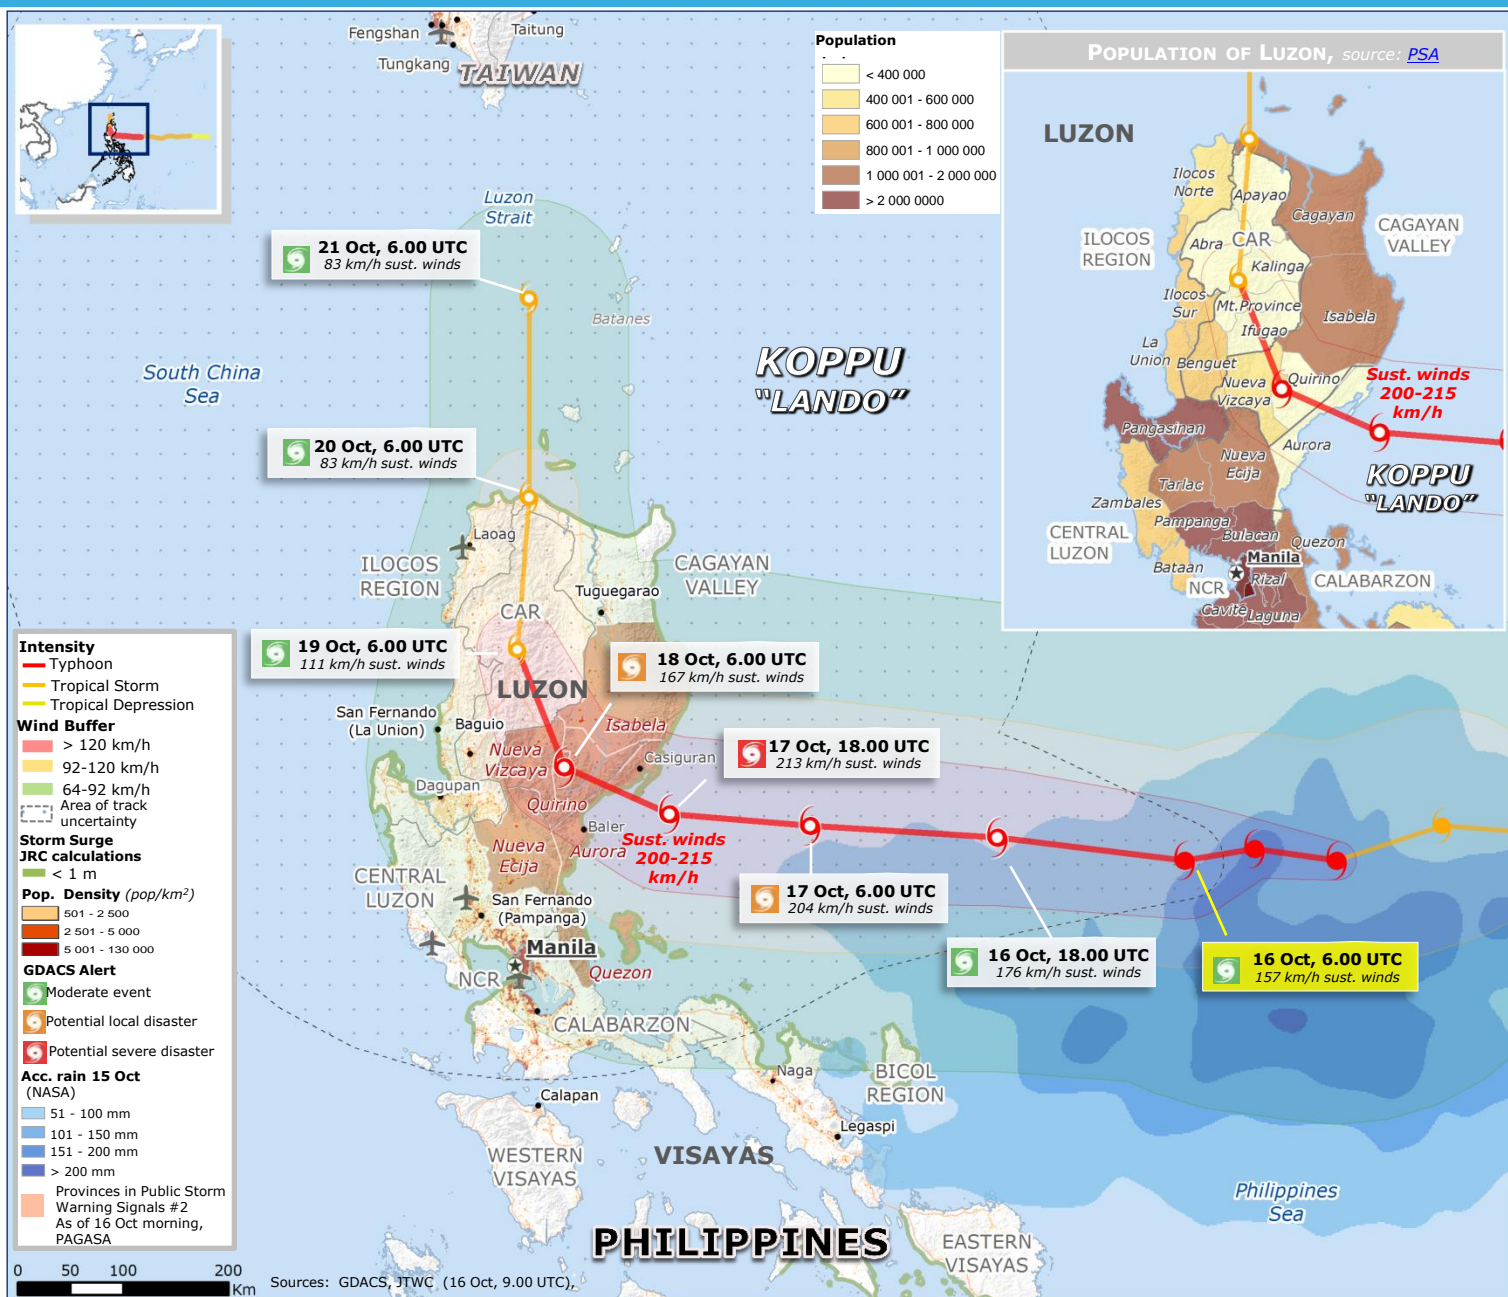 Fengshan
Taitung
Tungkang
TAIWAN
Population
< 400 000
400 001 - 600 000
600 001 - 800 000
800 001 - 1 000 000
1 000 001 - 2 000 000
> 2 000 0000
POPULATION OF LUZON, source: PSA
LUZON
Ilocos
Norte
Apayao
Cagayan
CAGAYAN
VALLEY
ILOCOS
REGION
Abra
CAR
Kalinga
Ilocos
Sur
Mt.Province
Isabela
Ifugao
La
Union
Benguet
Quirino
Nueva
Vizcaya
Sust. winds
200-215
km/h
Pangasinan
Aurora
Nueva
Ecija
KOPPU
"LANDO"
Tarlac
Zambales
Pampanga
CENTRAL
LUZON
Bulacan
Quezon
Manila
Bataan
NCR
Rizal
CALABARZON
Cavite
Laguna
Luzon
Strait
21 Oct, 6.00 UTC
83 km/h sust. winds
Batanes
South China
Sea
KOPPU
"LANDO"
20 Oct, 6.00 UTC
83 km/h sust. winds
Laoag
ILOCOS
REGION
CAGAYAN
VALLEY
Tuguegarao
CAR
19 Oct, 6.00 UTC
111 km/h sust. winds
18 Oct, 6.00 UTC
167 km/h sust. winds
LUZON
San Fernando
(La Union)
Baguio
Isabela
Nueva
Vizcaya
17 Oct, 18.00 UTC
213 km/h sust. winds
Casiguran
Dagupan
Quirino
Baler
Aurora
Sust. winds
200-215
km/h
Nueva
Ecija
CENTRAL
LUZON
17 Oct, 6.00 UTC
204 km/h sust. winds
San Fernando
(Pampanga)
Manila
16 Oct, 18.00 UTC
176 km/h sust. winds
16 Oct, 6.00 UTC
157 km/h sust. winds
NCR
Quezon
CALABARZON
Naga
BICOL
REGION
Calapan
Legaspi
WESTERN
VISAYAS
VISAYAS
Philippines
Sea
PHILIPPINES
EASTERN
VISAYAS
Intensity
Typhoon
Tropical Storm
Tropical Depression
Wind Buffer
> 120 km/h
92-120 km/h
64-92 km/h
Area of track
uncertainty
Storm Surge
JRC calculations
< 1 m
Pop. Density (pop/km²)
501 - 2 500
2 501 - 5 000
5 001 - 130 000
GDACS Alert
Moderate event
Potential local disaster
Potential severe disaster
Acc. rain 15 Oct
(NASA)
51 - 100 mm
101 - 150 mm
151 - 200 mm
> 200 mm
Provinces in Public Storm
Warning Signals #2
As of 16 Oct morning,
PAGASA
0 50 100 200
Km
Sources: GDACS, JTWC (16 Oct, 9.00 UTC),